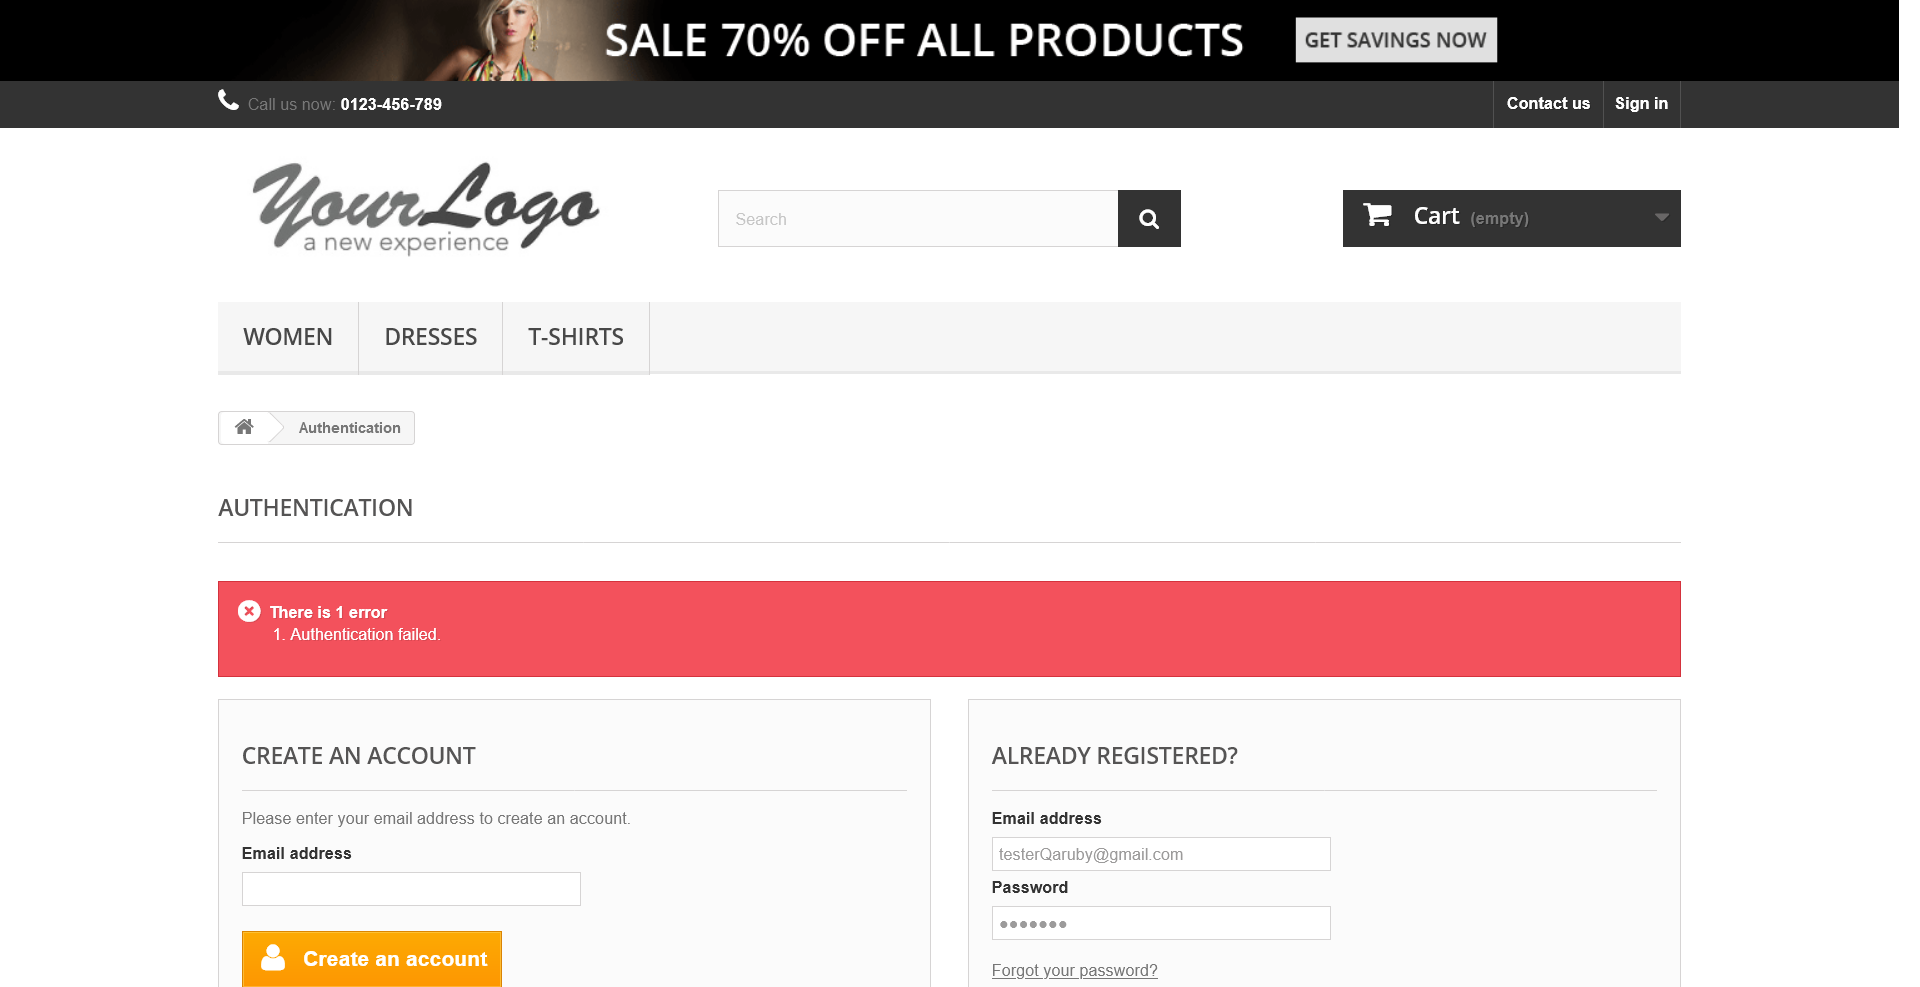 SALE 70% OFF ALL PRODUCTS GET SAVINGS NOW
Call us now: 0123-456-789 Contact us Sign in
YourLogo
a new experience
Search
Cart (empty)
WOMEN DRESSES T-SHIRTS
Authentication
AUTHENTICATION
There is 1 error
1. Authentication failed.
CREATE AN ACCOUNT
Please enter your email address to create an account.
Email address
Create an account
ALREADY REGISTERED?
Email address
testerQaruby@gmail.com
Password
•••••••
Forgot your password?